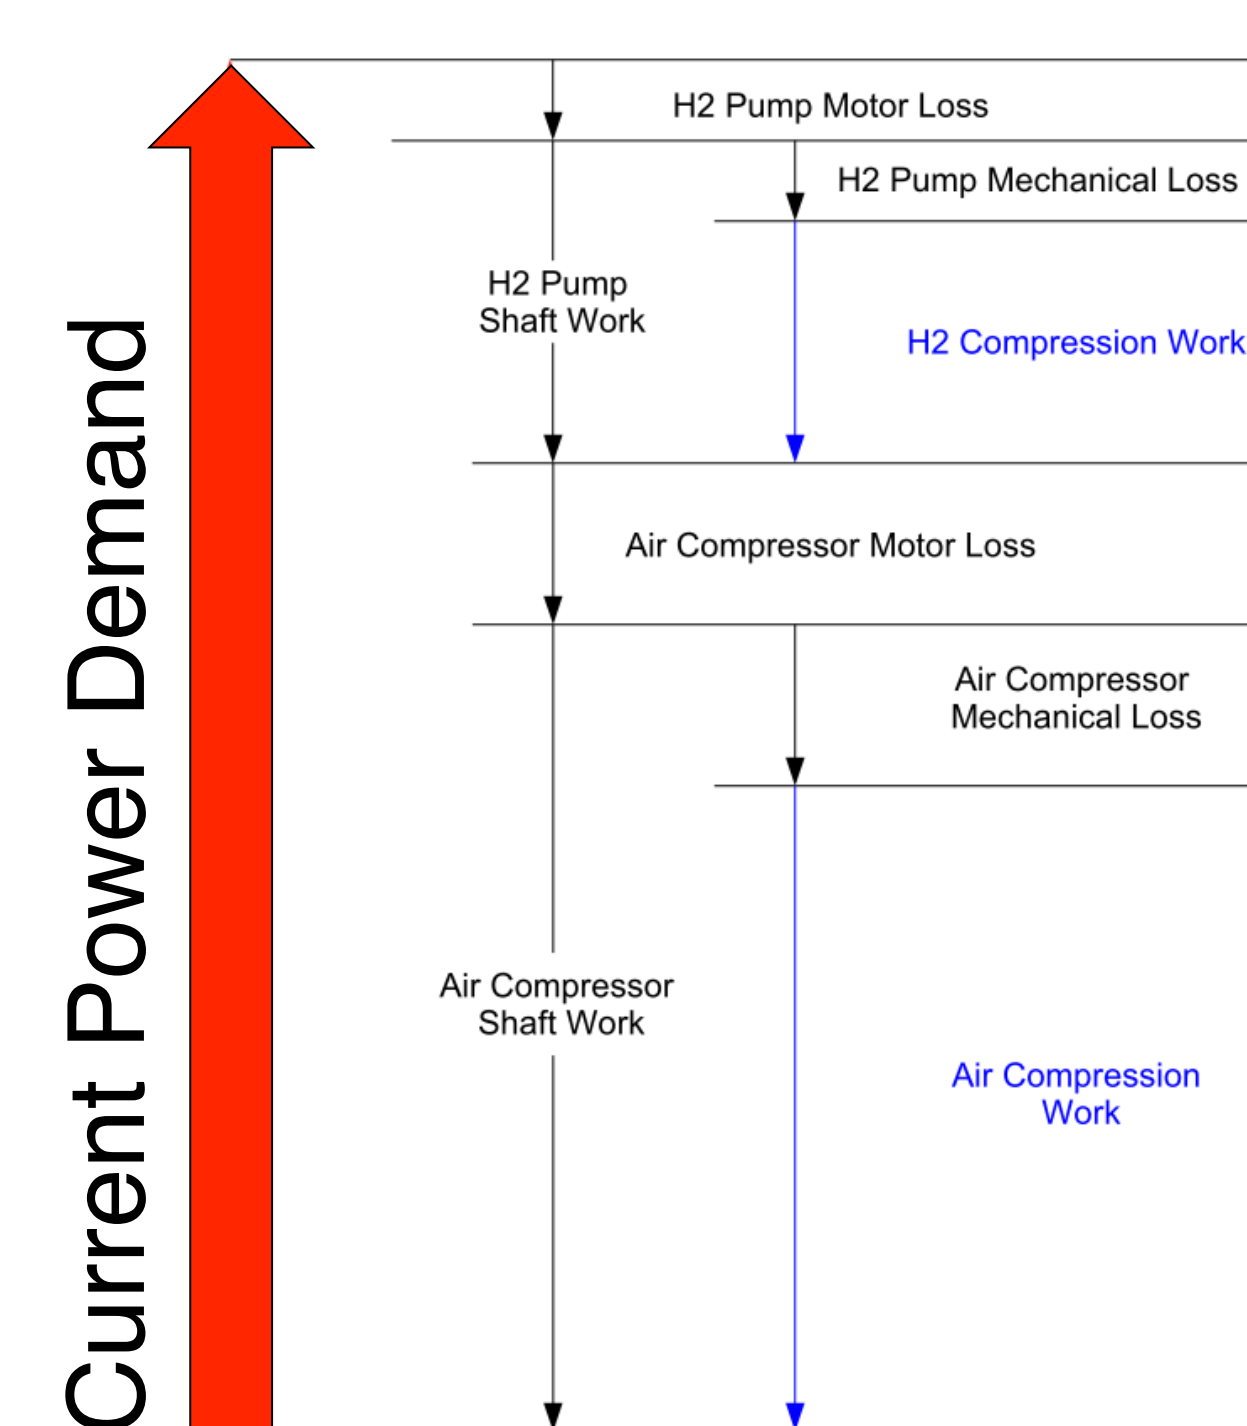 Current Power Demand
H2 Pump Motor Loss
H2 Pump Mechanical Loss
H2 Pump
Shaft Work
H2 Compression Work
Air Compressor Motor Loss
Air Compressor
Mechanical Loss
Air Compressor
Shaft Work
Air Compression
Work